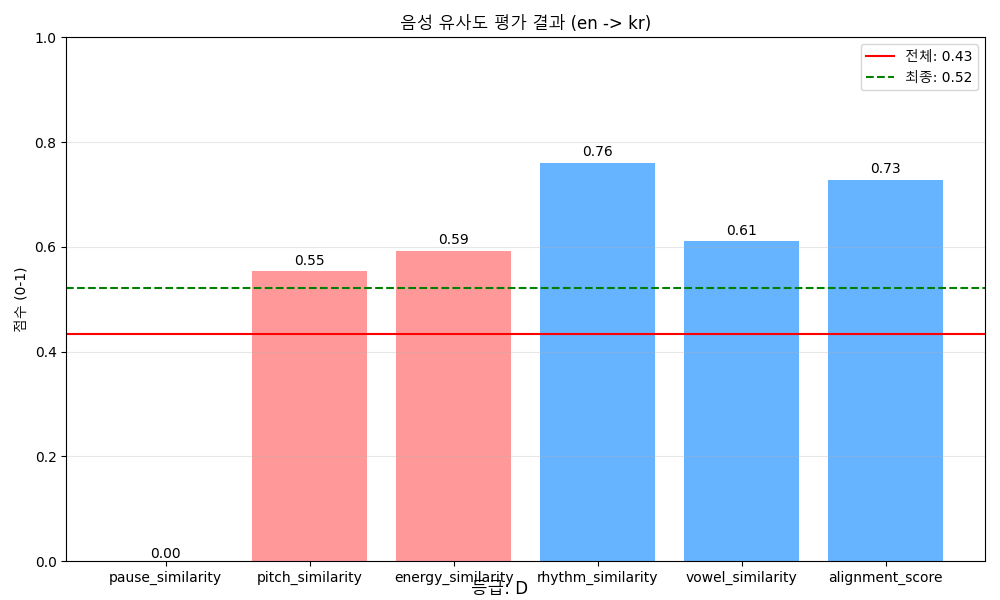 음성 유사도 평가 결과 (en -> kr)
전체: 0.43
최종: 0.52
점수 (0-1)
1.0
0.8
0.6
0.4
0.2
0.0
0.00
0.55
0.59
0.76
0.61
0.73
pause_similarity
pitch_similarity
energy_similarity
rhythm_similarity
vowel_similarity
alignment_score
등급: D